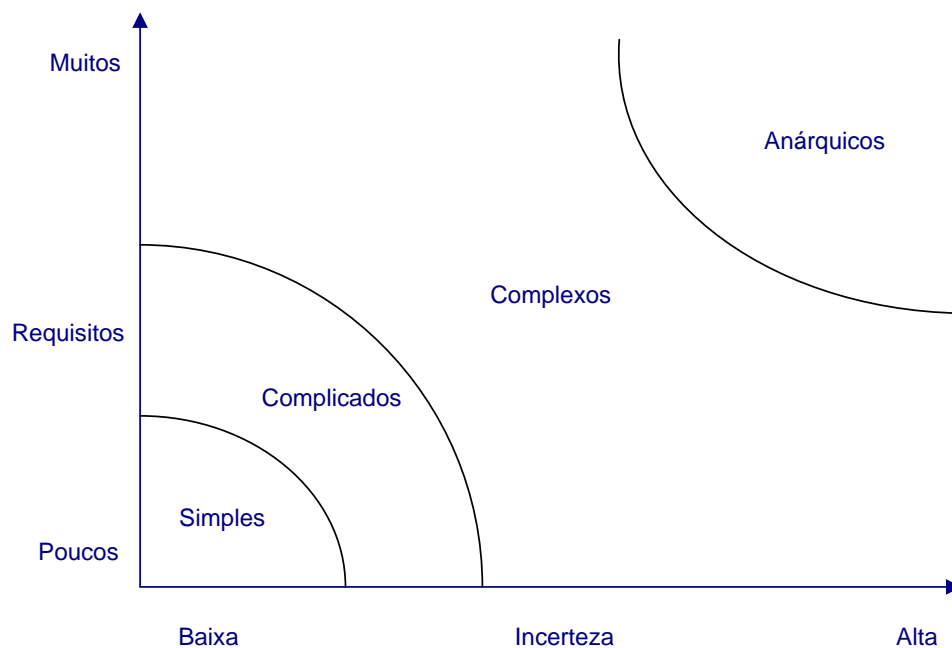 Muitos
Anárquicos
Complexos
Requisitos
Complicados
Simples
Poucos
Baixa
Incerteza
Alta